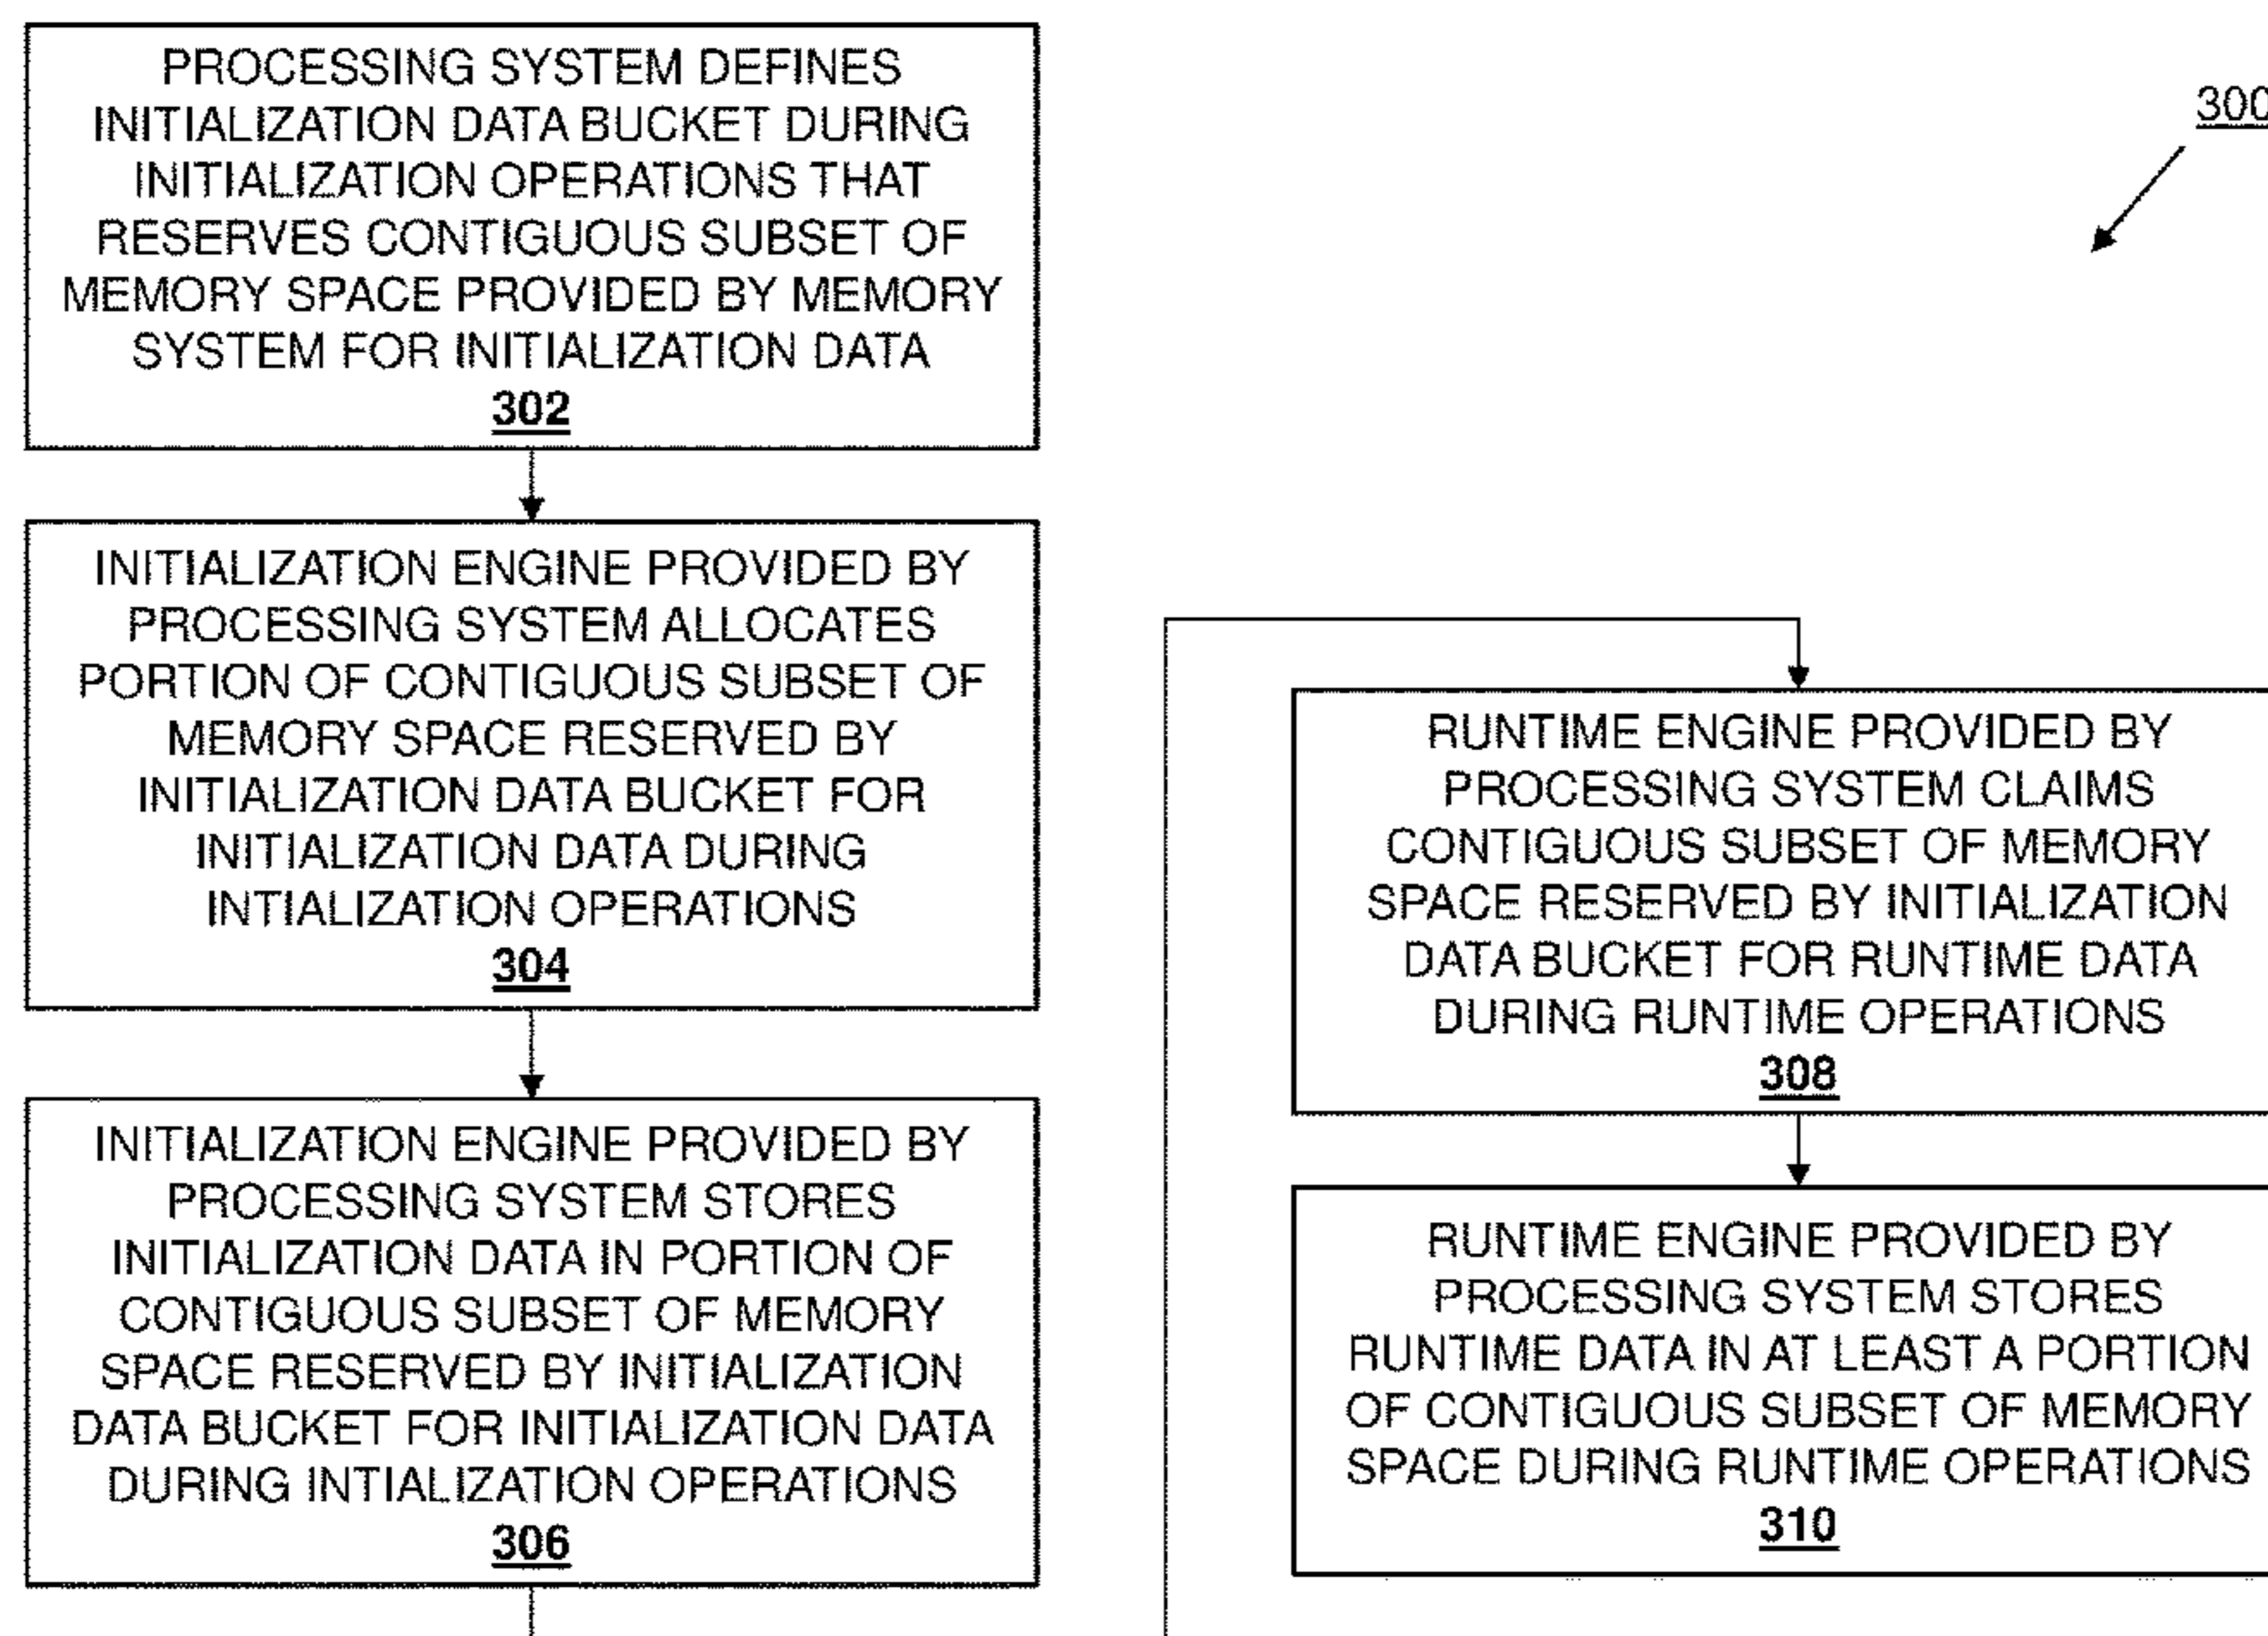 PROCESSING SYSTEM DEFINES
INITIALIZATION DATA BUCKET DURING
INITIALIZATION OPERATIONS THAT
RESERVES CONTIGUOUS SUBSET OF
MEMORY SPACE PROVIDED BY MEMORY
SYSTEM FOR INITIALIZATION DATA
302
INITIALIZATION ENGINE PROVIDED BY
PROCESSING SYSTEM ALLOCATES
PORTION OF CONTIGUOUS SUBSET OF
MEMORY SPACE RESERVED BY
INITIALIZATION DATA BUCKET FOR
INITIALIZATION DATA DURING
INTIALIZATION OPERATIONS
304
INITIALIZATION ENGINE PROVIDED BY
PROCESSING SYSTEM STORES
INITIALIZATION DATA IN PORTION OF
CONTIGUOUS SUBSET OF MEMORY
SPACE RESERVED BY INITIALIZATION
DATA BUCKET FOR INITIALIZATION DATA
DURING INTIALIZATION OPERATIONS
306
300
RUNTIME ENGINE PROVIDED BY
PROCESSING SYSTEM CLAIMS
CONTIGUOUS SUBSET OF MEMORY
SPACE RESERVED BY INITIALIZATION
DATA BUCKET FOR RUNTIME DATA
DURING RUNTIME OPERATIONS
308
RUNTIME ENGINE PROVIDED BY
PROCESSING SYSTEM STORES
RUNTIME DATA IN AT LEAST A PORTION
OF CONTIGUOUS SUBSET OF MEMORY
SPACE DURING RUNTIME OPERATIONS
310